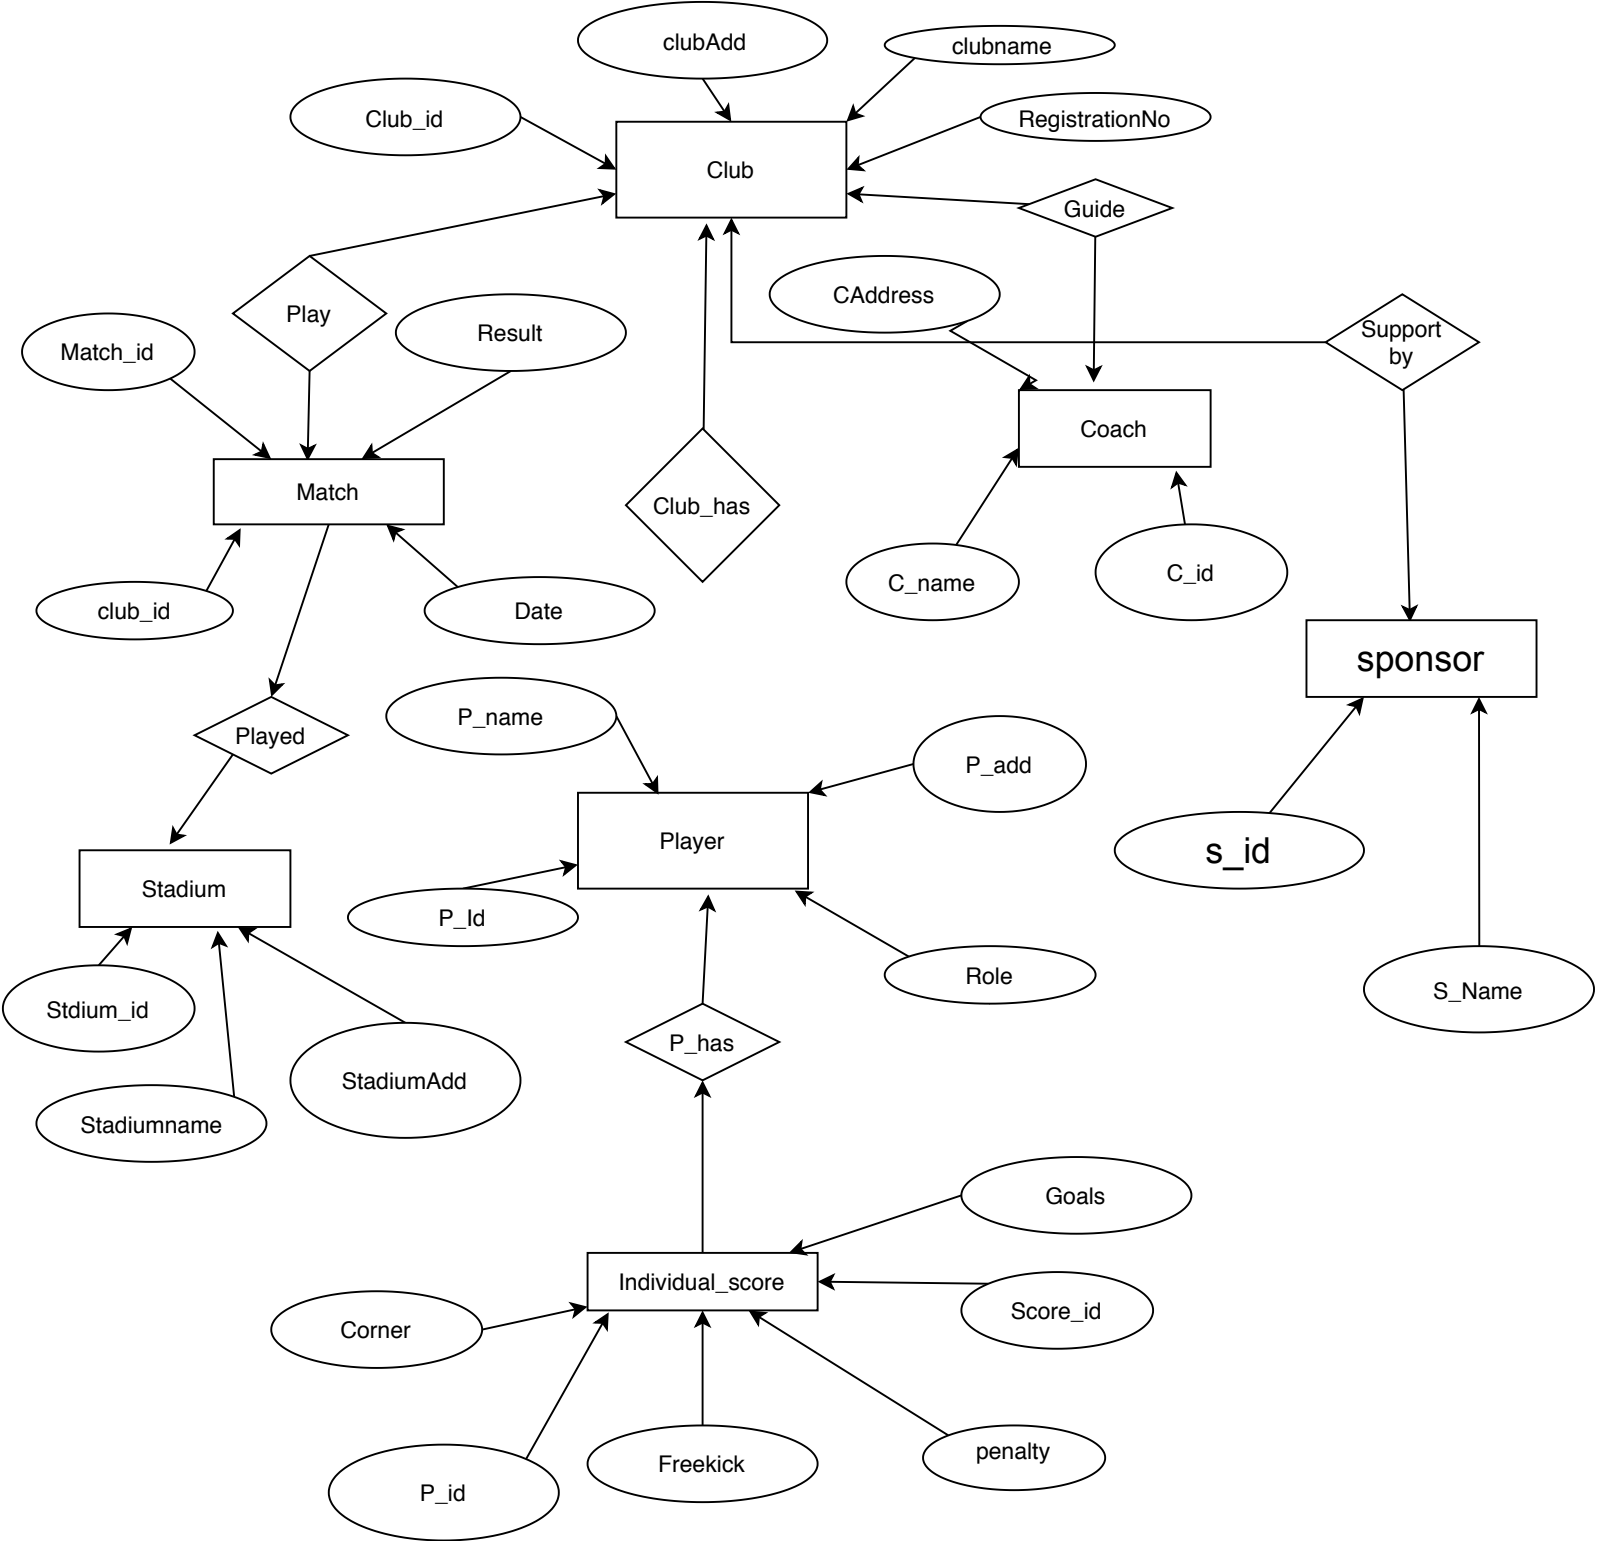 clubAdd
clubname
Club_id
RegistrationNo
Club
Guide
CAddress
Play
Result
Support
by
Match_id
Coach
Match
Club_has
C_name
C_id
club_id
Date
sponsor
P_name
Played
P_add
Player
s_id
Stadium
P_Id
Role
S_Name
Stdium_id
P_has
StadiumAdd
Stadiumname
Goals
Individual_score
Score_id
Corner
penalty
Freekick
P_id